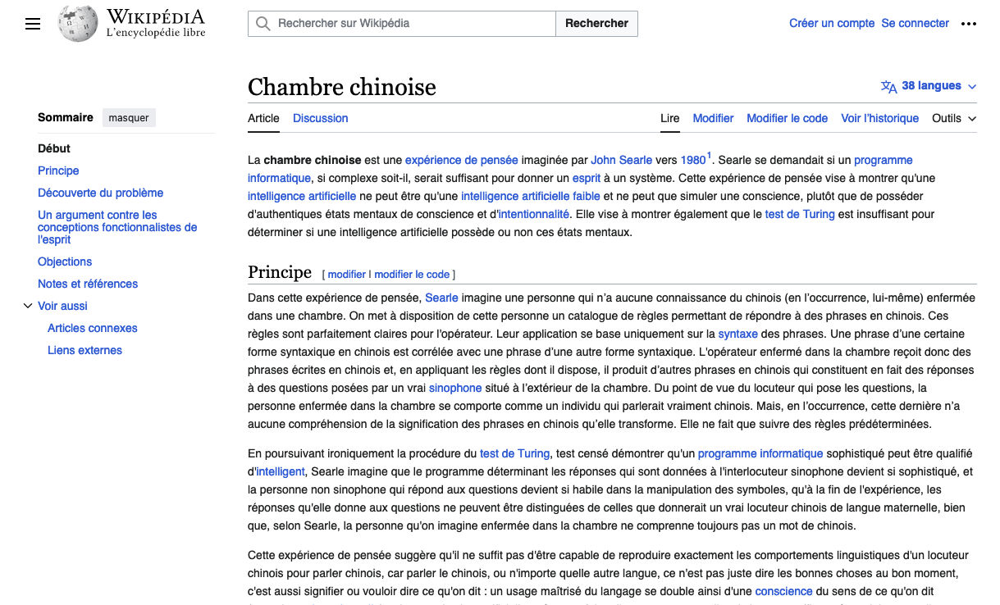 WIKIPÉDIA
L'encyclopédie libre
Rechercher sur Wikipédia
Rechercher
Créer un compte Se connecter
Sommaire masquer
Début
Principe
Découverte du problème
Un argument contre les
conceptions fonctionnalistes de
l'esprit
Objections
Notes et références
Voir aussi
Articles connexes
Liens externes
Chambre chinoise
38 langues
Article Discussion
Lire Modifier Modifier le code Voir l’historique Outils
La chambre chinoise est une expérience de pensée imaginée par John Searle vers 1980¹. Searle se demandait si un programme
informatique, si complexe soit-il, serait suffisant pour donner un esprit à un système. Cette expérience de pensée vise à montrer qu'une
intelligence artificielle ne peut être qu'une intelligence artificielle faible et ne peut que simuler une conscience, plutôt que de posséder
d'authentiques états mentaux de conscience et d'intentionnalité. Elle vise à montrer également que le test de Turing est insuffisant pour
déterminer si une intelligence artificielle possède ou non ces états mentaux.
Principe [ modifier | modifier le code ]
Dans cette expérience de pensée, Searle imagine une personne qui n’a aucune connaissance du chinois (en l’occurrence, lui-même) enfermée
dans une chambre. On met à disposition de cette personne un catalogue de règles permettant de répondre à des phrases en chinois. Ces
règles sont parfaitement claires pour l'opérateur. Leur application se base uniquement sur la syntaxe des phrases. Une phrase d’une certaine
forme syntaxique en chinois est corrélée avec une phrase d’une autre forme syntaxique. L'opérateur enfermé dans la chambre reçoit donc des
phrases écrites en chinois et, en appliquant les règles dont il dispose, il produit d’autres phrases en chinois qui constituent en fait des réponses
à des questions posées par un vrai sinophone situé à l’extérieur de la chambre. Du point de vue du locuteur qui pose les questions, la
personne enfermée dans la chambre se comporte comme un individu qui parlerait vraiment chinois. Mais, en l’occurrence, cette dernière n’a
aucune compréhension de la signification des phrases en chinois qu’elle transforme. Elle ne fait que suivre des règles prédéterminées.
En poursuivant ironiquement la procédure du test de Turing, test censé démontrer qu'un programme informatique sophistiqué peut être qualifié
d'intelligent, Searle imagine que le programme déterminant les réponses qui sont données à l'interlocuteur sinophone devient si sophistiqué, et
la personne non sinophone qui répond aux questions devient si habile dans la manipulation des symboles, qu'à la fin de l'expérience, les
réponses qu'elle donne aux questions ne peuvent être distinguées de celles que donnerait un vrai locuteur chinois de langue maternelle, bien
que, selon Searle, la personne qu'on imagine enfermée dans la chambre ne comprenne toujours pas un mot de chinois.
Cette expérience de pensée suggère qu'il ne suffit pas d'être capable de reproduire exactement les comportements linguistiques d'un locuteur
chinois pour parler chinois, car parler le chinois, ou n'importe quelle autre langue, ce n'est pas juste dire les bonnes choses au bon moment,
c'est aussi signifier ou vouloir dire ce qu'on dit : un usage maîtrisé du langage se double ainsi d'une conscience du sens de ce qu'on dit